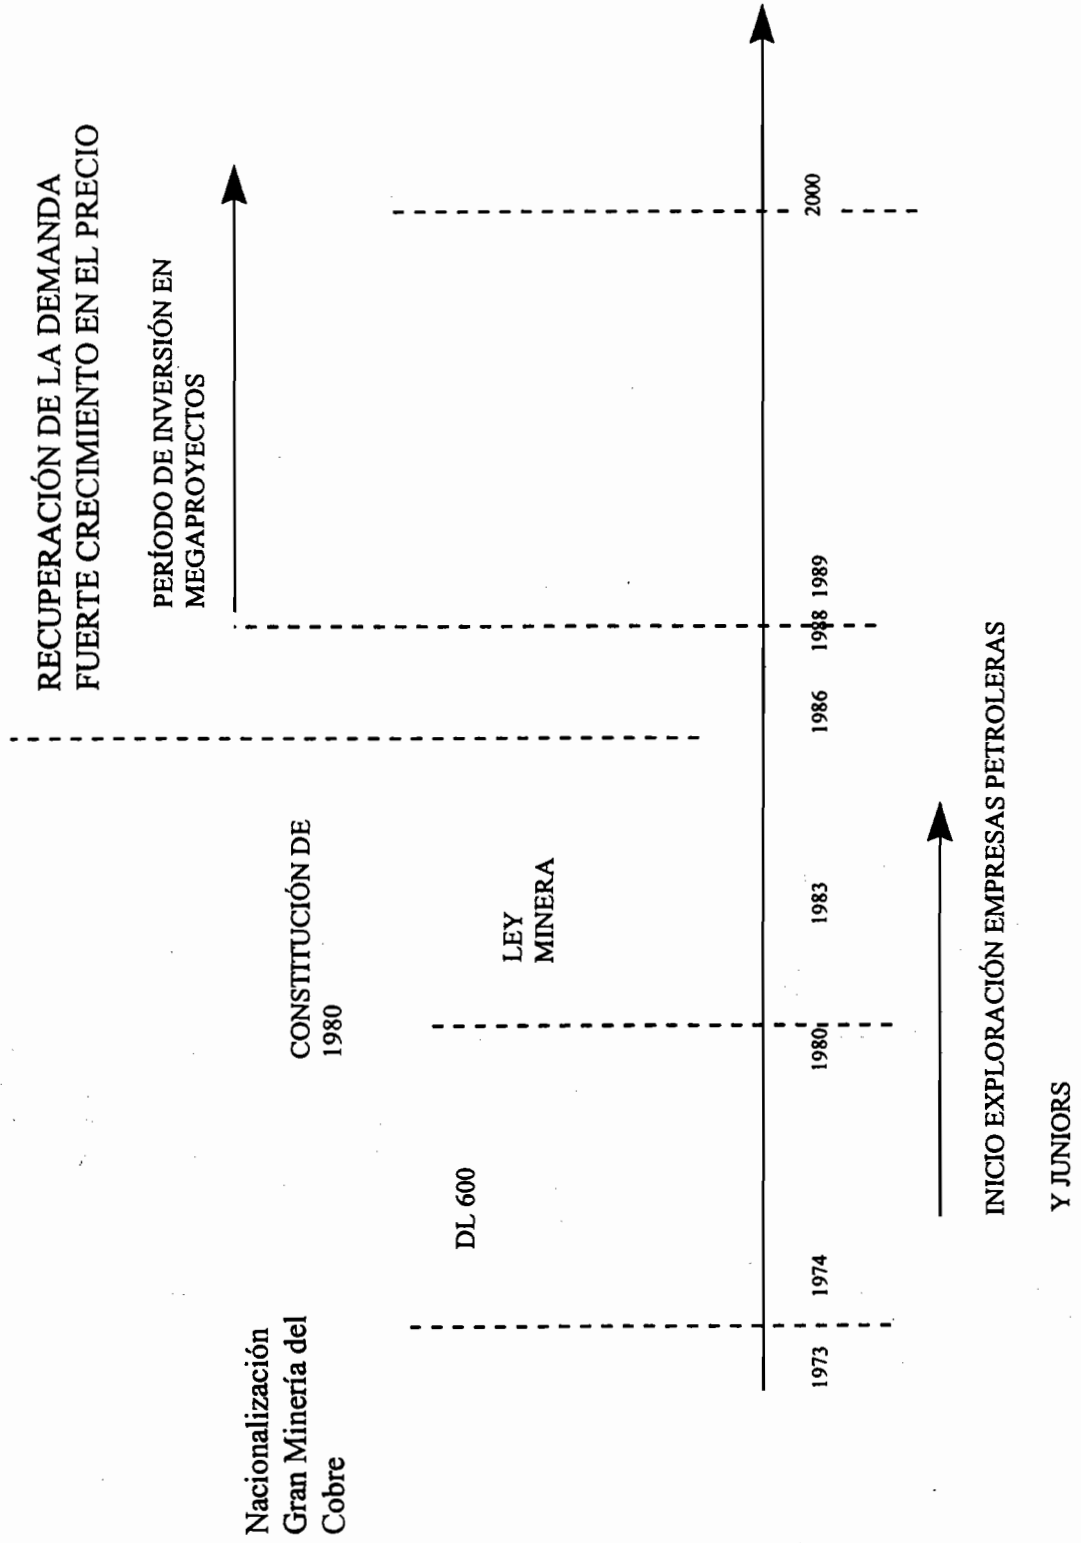 RECUPERACIÓN DE LA DEMANDA
FUERTE CRECIMIENTO EN EL PRECIO
PERÍODO DE INVERSIÓN EN
MEGAPROYECTOS
Nacionalización
Gran Minería del
Cobre
CONSTITUCIÓN DE
1980
DL 600
LEY
MINERA
1973
1974
1980
1983
1986
1988
1989
2000
INICIO EXPLORACIÓN EMPRESAS PETROLERAS
Y JUNIORS